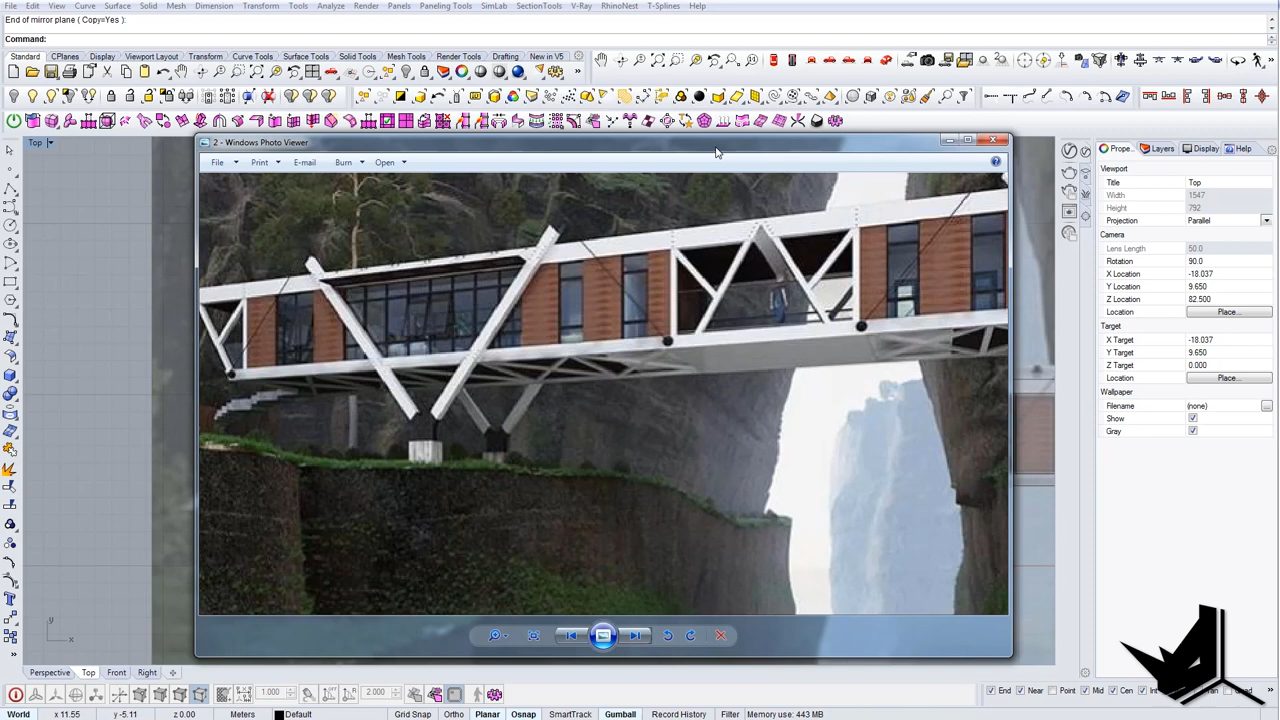 File Edit View Curve Surface Solid Mesh Dimension Transform Tools Analyze Render Panels Paneling Tools SimLab SectionTools V-Ray RhinoNest T-Splines Help
End of mirror plane ( Copy=Yes ):
Command:
Standard CPlanes Display Viewport Layout Transform Curve Tools Surface Tools Solid Tools Mesh Tools Render Tools Drafting New in V5
Top
2 - Windows Photo Viewer
File Print E-mail Burn Open
Prope... Layers Display Help
Viewport
Title Top
Width 1547
Height 792
Projection Parallel
Camera
Lens Length 50.0
Rotation 90.0
X Location -18.037
Y Location 9.650
Z Location 82.500
Location Place...
Target
X Target -18.037
Y Target 9.650
Z Target 0.000
Location Place...
Wallpaper
Filename (none)
Show
Gray
y
x
Perspective Top Front Right
1.000 2.000
End Near Point Mid Cen Int Quad
World x 11.55 y -5.11 z 0.00 Meters Default Grid Snap Ortho Planar Osnap SmartTrack Gumball Record History Filter Memory use: 443 MB